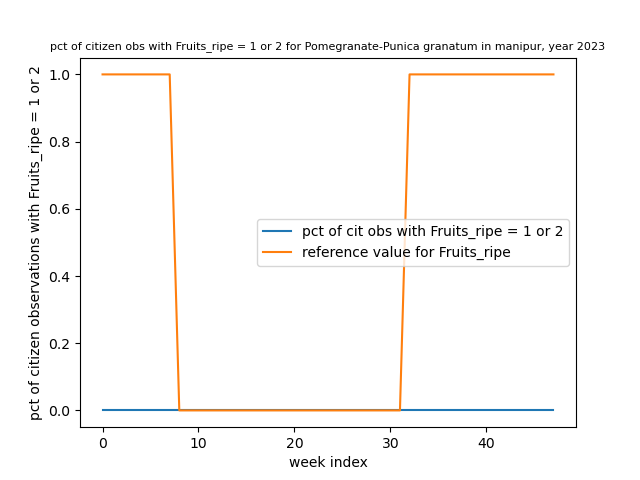 pct of citizen obs with Fruits_ripe = 1 or 2 for Pomegranate-Punica granatum in manipur, year 2023
pct of citizen observations with Fruits_ripe = 1 or 2
1.0
0.8
0.6
0.4
0.2
0.0
pct of cit obs with Fruits_ripe = 1 or 2
reference value for Fruits_ripe
0 10 20 30 40
week index